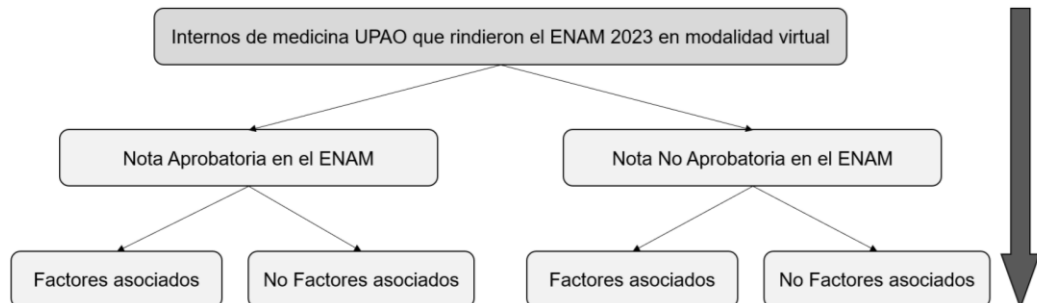 Internos de medicina UPAO que rindieron el ENAM 2023 en modalidad virtual
Nota Aprobatoria en el ENAM
Nota No Aprobatoria en el ENAM
Factores asociados
No Factores asociados
Factores asociados
No Factores asociados